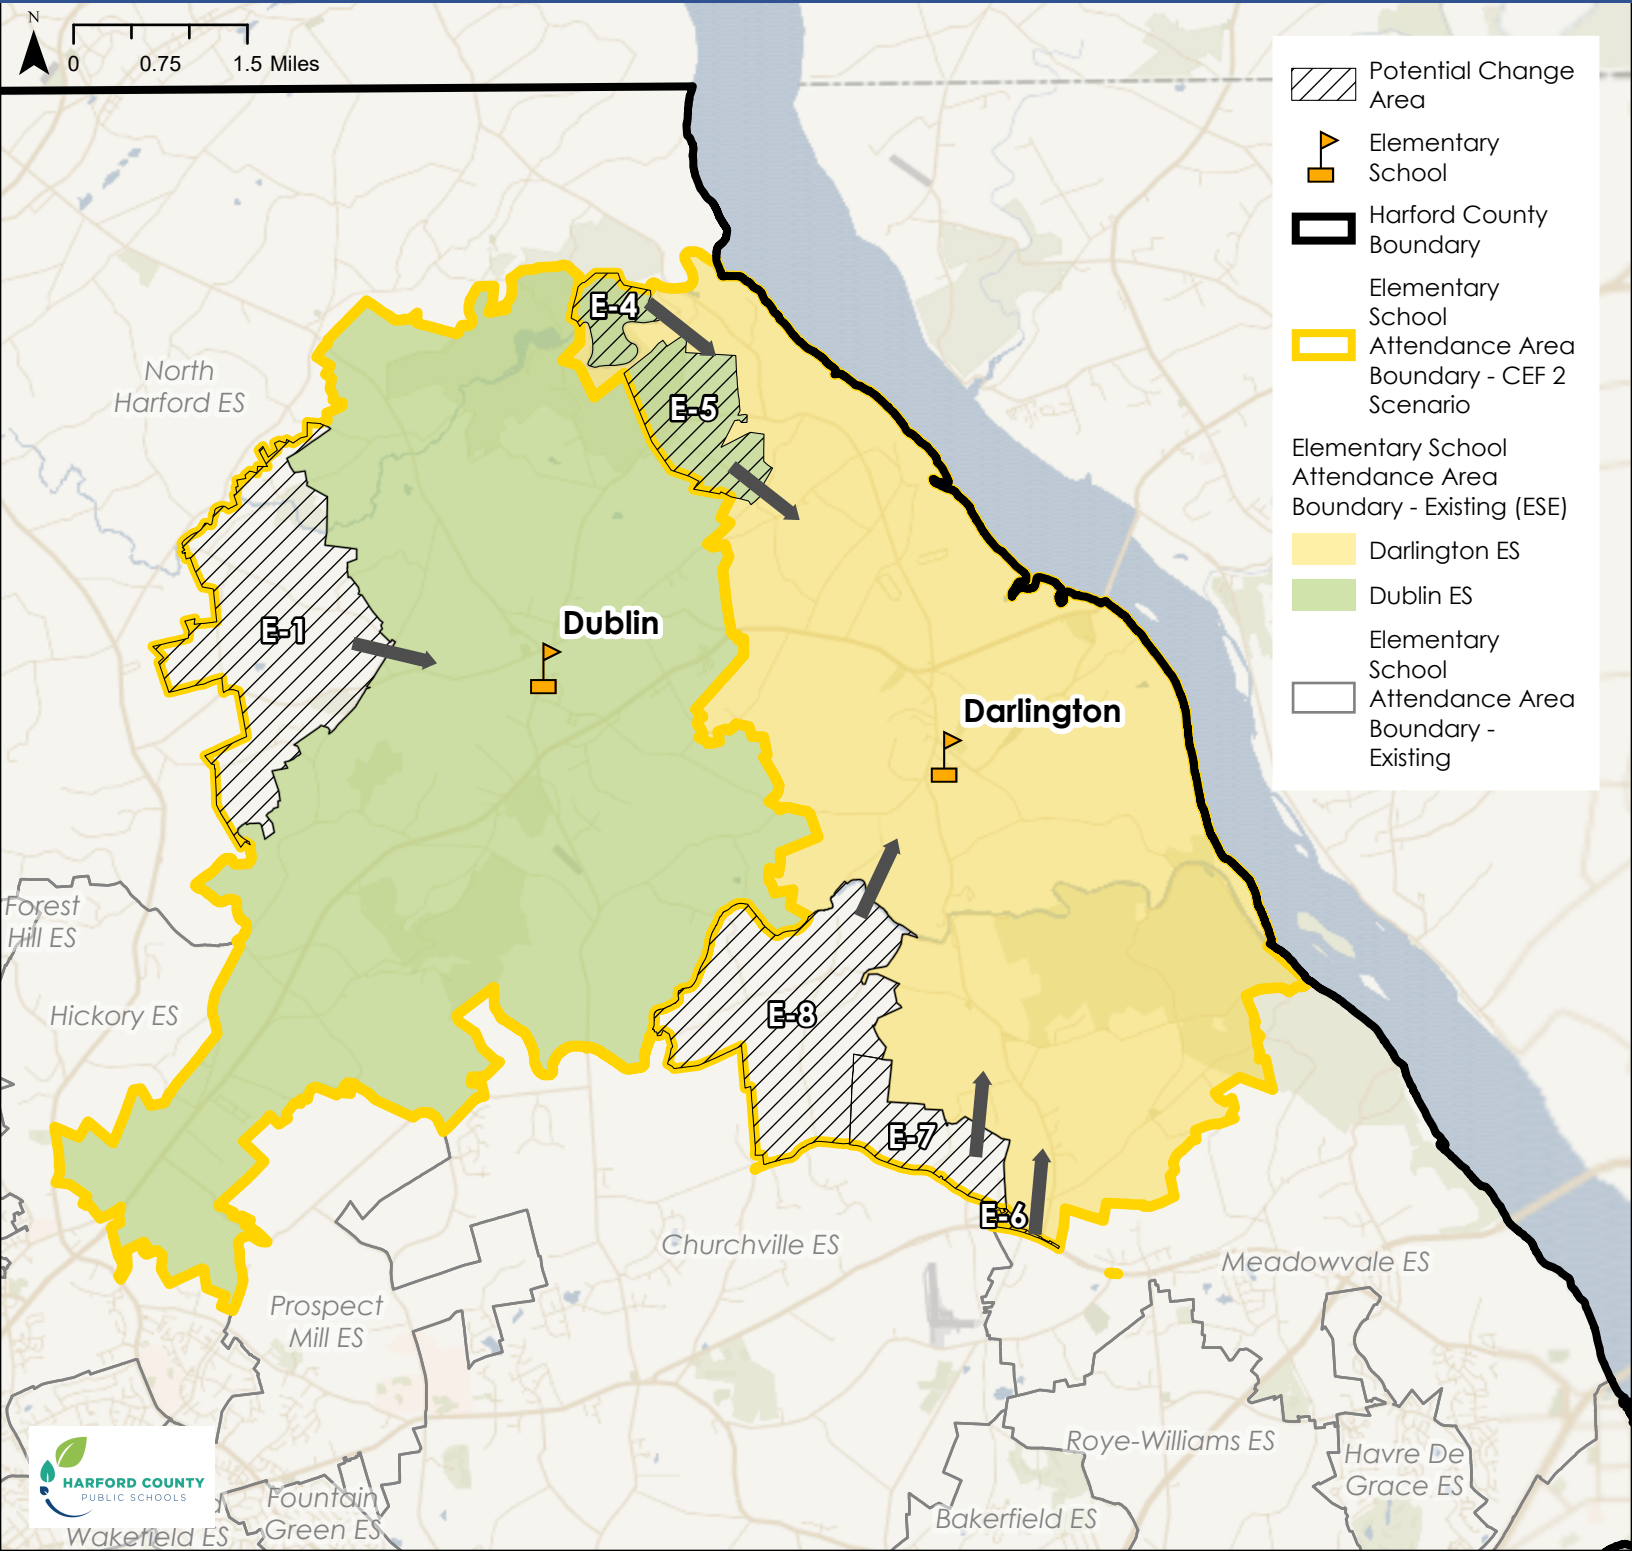 N
0 0.75 1.5 Miles
Potential Change
Area
Elementary
School
Harford County
Boundary
Elementary
School
Attendance Area
Boundary - CEF 2
Scenario
Elementary School
Attendance Area
Boundary - Existing (ESE)
Darlington ES
Dublin ES
Elementary
School
Attendance Area
Boundary -
Existing
E-4
E-5
North
Harford ES
E-1
Dublin
Darlington
Forest
Hill ES
Hickory ES
E-8
E-7
E-6
Churchville ES
Meadowvale ES
Prospect
Mill ES
Roye-Williams ES
Havre De
Grace ES
Bakerfield ES
Fountain
Green ES
HARFORD COUNTY
PUBLIC SCHOOLS
Wakefield ES